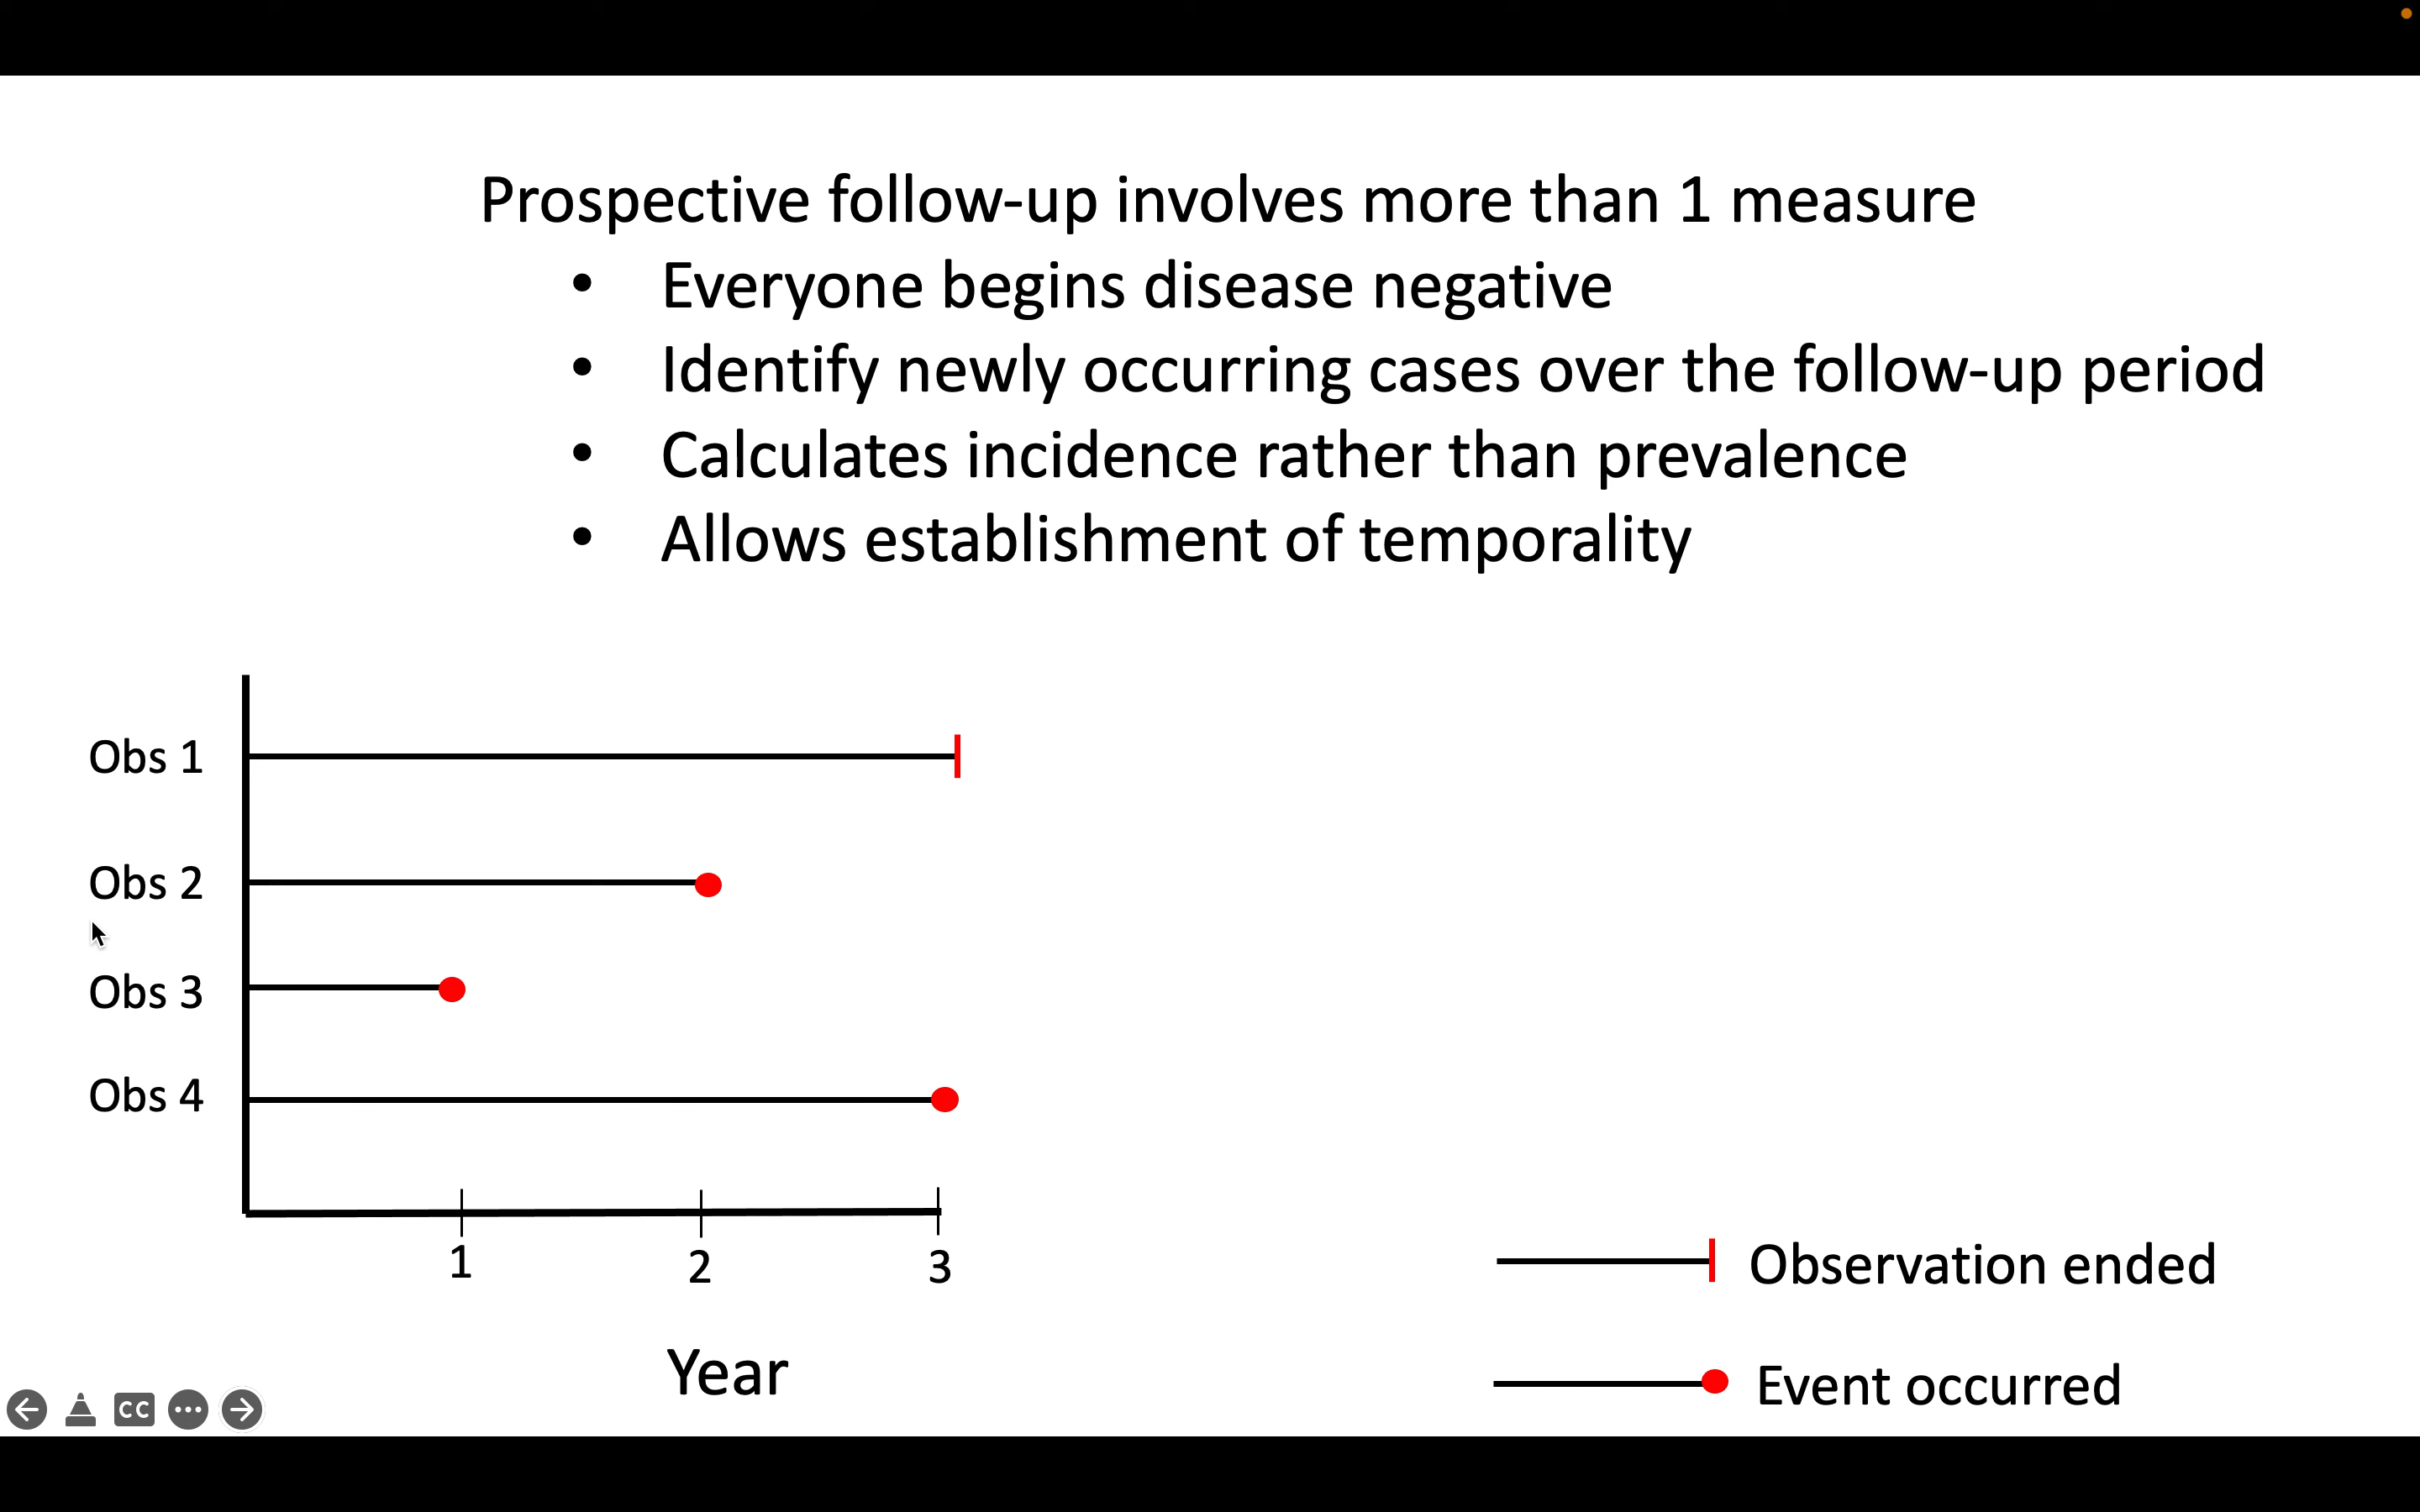 Prospective follow-up involves more than 1 measure
• Everyone begins disease negative
• Identify newly occurring cases over the follow-up period
• Calculates incidence rather than prevalence
• Allows establishment of temporality
Obs 1
Obs 2
Obs 3
Obs 4
1 2 3
Year
Observation ended
Event occurred
CC